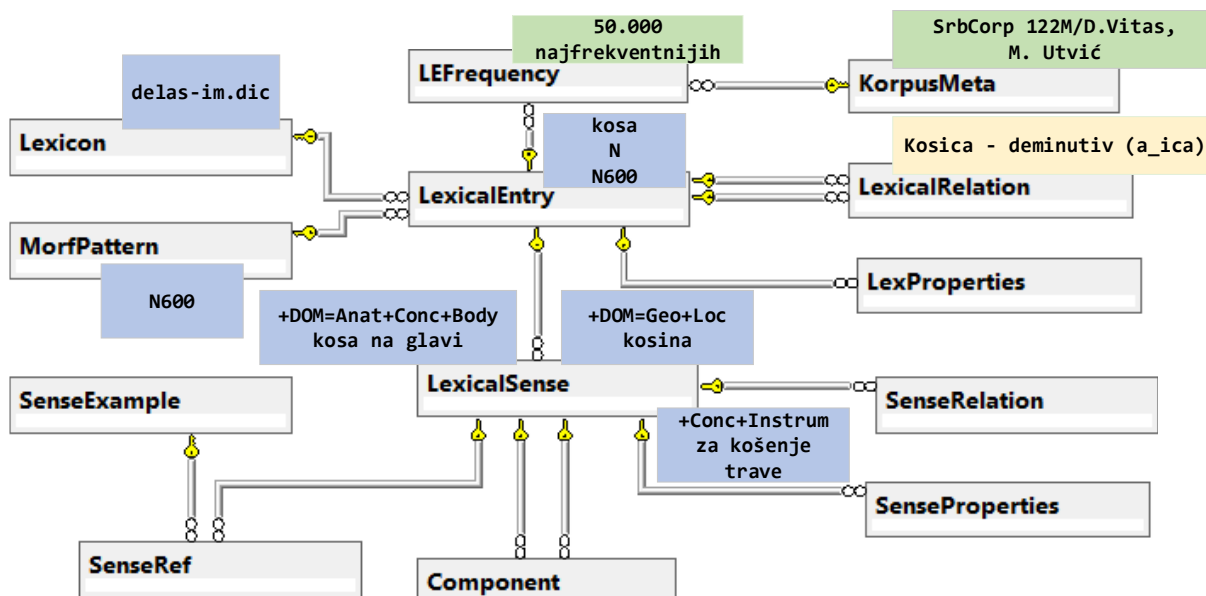 50.000
najfrekventnijih
SrbCorp 122M/D.Vitas,
M. Utvić
delas-im.dic
LEFrequency
KorpusMeta
Lexicon
kosa
N
N600
Kosica - deminutiv (a_ica)
LexicalEntry
LexicalRelation
MorfPattern
N600
LexProperties
+DOM=Anat+Conc+Body
kosa na glavi
+DOM=Geo+Loc
kosina
LexicalSense
SenseExample
SenseRelation
+Conc+Instrum
za košenje
trave
SenseProperties
SenseRef
Component